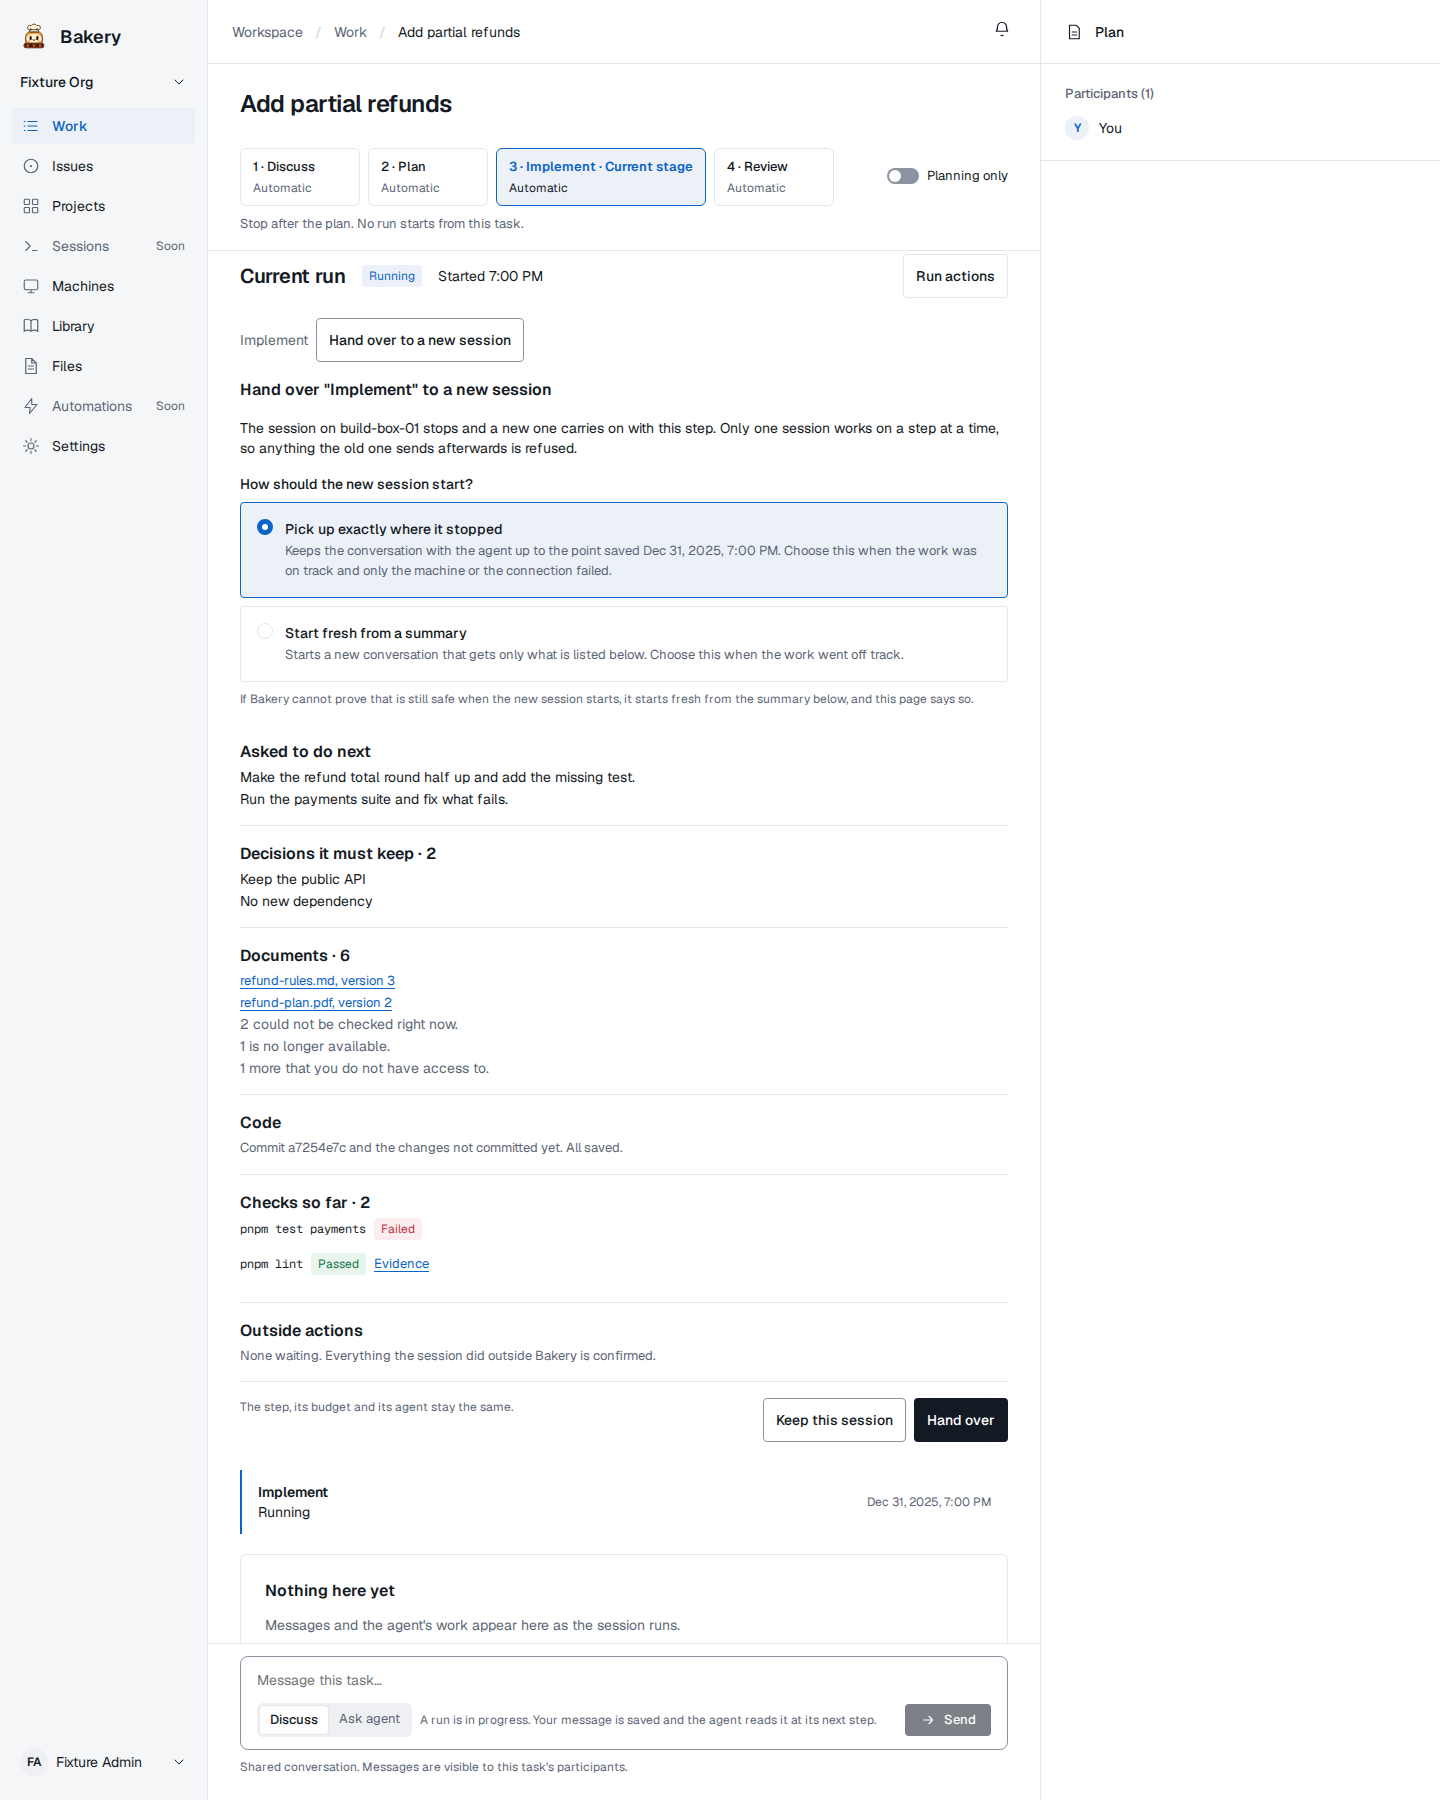 Bakery
Fixture Org
Work
Issues
Projects
Sessions Soon
Machines
Library
Files
Automations Soon
Settings
FA Fixture Admin
Workspace / Work / Add partial refunds
Add partial refunds
1 · Discuss
Automatic
2 · Plan
Automatic
3 · Implement · Current stage
Automatic
4 · Review
Automatic
Planning only
Stop after the plan. No run starts from this task.
Current run Running Started 7:00 PM Run actions
Implement Hand over to a new session
Hand over "Implement" to a new session
The session on build-box-01 stops and a new one carries on with this step. Only one session works on a step at a time,
so anything the old one sends afterwards is refused.
How should the new session start?
Pick up exactly where it stopped
Keeps the conversation with the agent up to the point saved Dec 31, 2025, 7:00 PM. Choose this when the work was
on track and only the machine or the connection failed.
Start fresh from a summary
Starts a new conversation that gets only what is listed below. Choose this when the work went off track.
If Bakery cannot prove that is still safe when the new session starts, it starts fresh from the summary below, and this page says so.
Asked to do next
Make the refund total round half up and add the missing test.
Run the payments suite and fix what fails.
Decisions it must keep · 2
Keep the public API
No new dependency
Documents · 6
refund-rules.md, version 3
refund-plan.pdf, version 2
2 could not be checked right now.
1 is no longer available.
1 more that you do not have access to.
Code
Commit a7254e7c and the changes not committed yet. All saved.
Checks so far · 2
pnpm test payments Failed
pnpm lint Passed Evidence
Outside actions
None waiting. Everything the session did outside Bakery is confirmed.
The step, its budget and its agent stay the same.
Keep this session Hand over
Implement
Running
Dec 31, 2025, 7:00 PM
Nothing here yet
Messages and the agent's work appear here as the session runs.
Message this task…
Discuss Ask agent A run is in progress. Your message is saved and the agent reads it at its next step. Send
Shared conversation. Messages are visible to this task's participants.
Plan
Participants (1)
Y You